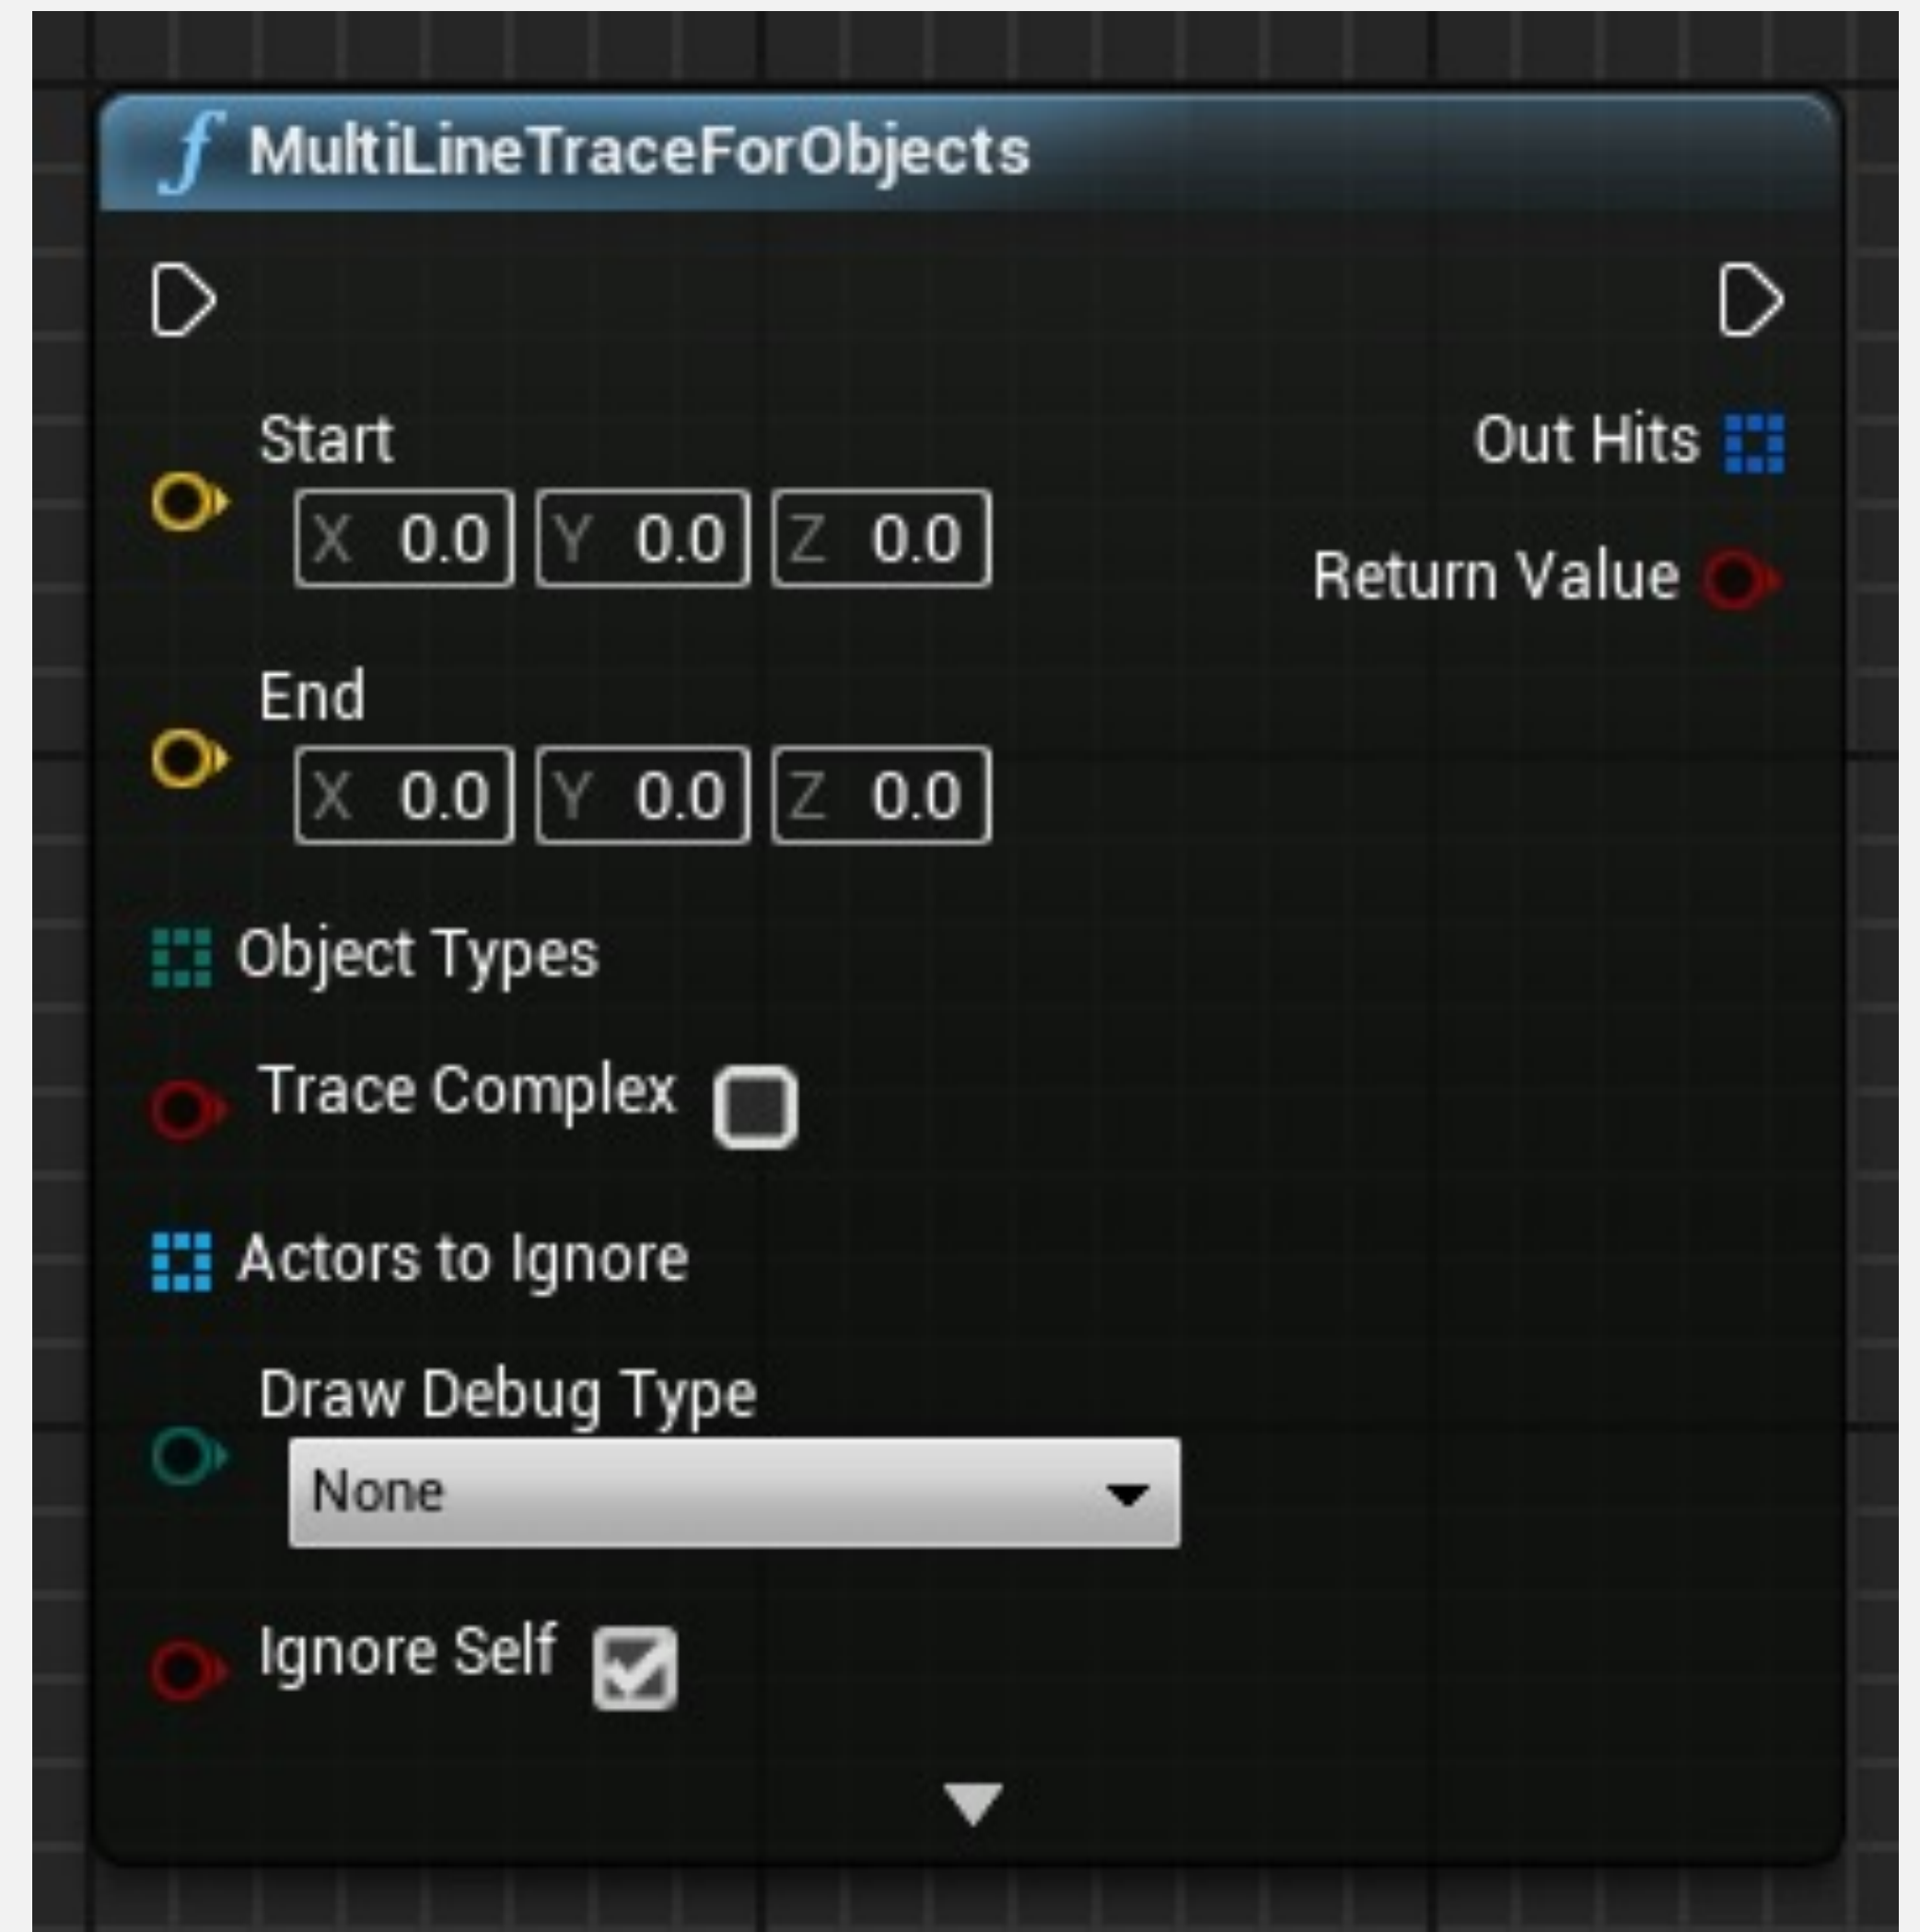 f MultiLineTraceForObjects
Start
X 0.0 Y 0.0 Z 0.0
Out Hits
Return Value
End
X 0.0 Y 0.0 Z 0.0
Object Types
Trace Complex
Actors to Ignore
Draw Debug Type
None
Ignore Self